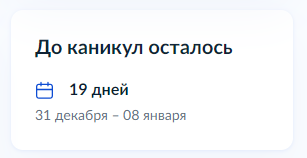 До каникул осталось
19 дней
31 декабря – 08 января